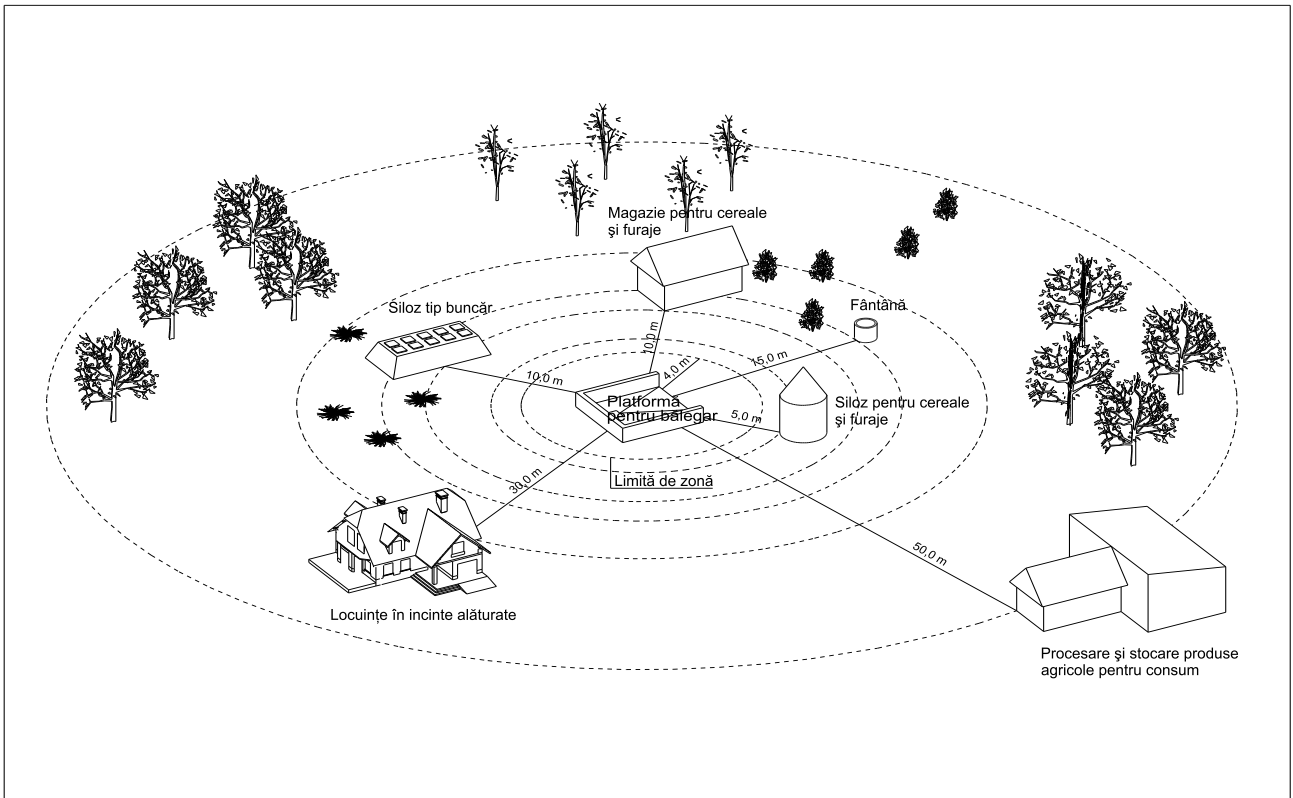 Magazie pentru cereale
şi furaje
Siloz tip buncăr
Fântână
10,0 m
4,0 m
15,0 m
10,0 m
Platformă
pentru bălegar
5,0 m
Siloz pentru cereale
şi furaje
30,0 m
Limită de zonă
50,0 m
Locuințe în incinte alăturate
Procesare şi stocare produse
agricole pentru consum